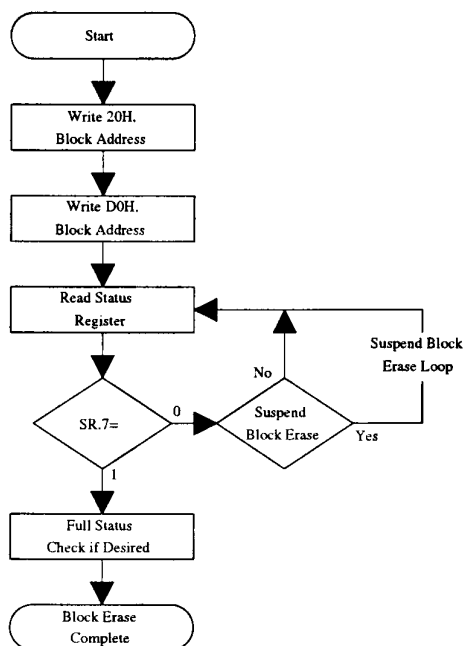 Start
Write 20H,
Block Address
Write D0H,
Block Address
Read Status
Register
Suspend Block
Erase Loop
No
SR.7=
0
Suspend
Block Erase
Yes
1
Full Status
Check if Desired
Block Erase
Complete